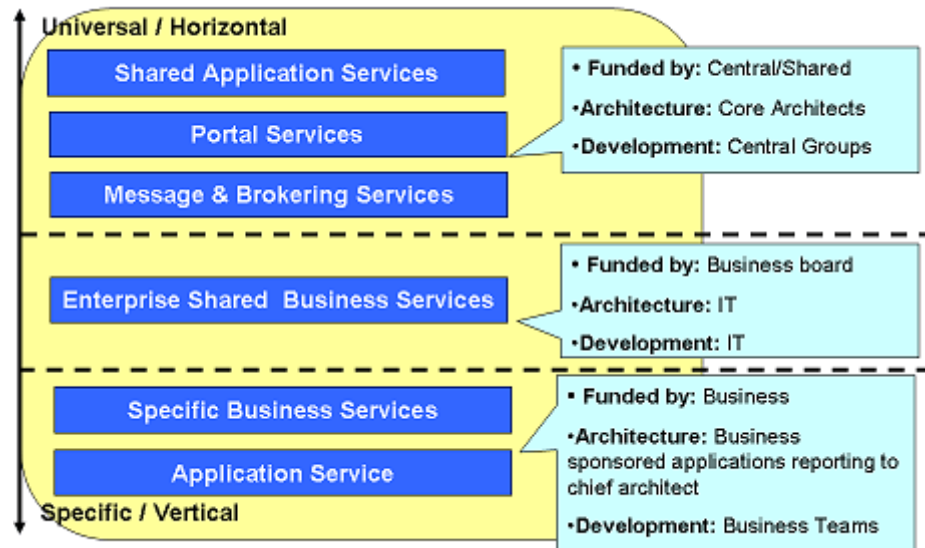 Universal / Horizontal
Shared Application Services
Portal Services
Message & Brokering Services
• Funded by: Central/Shared
•Architecture: Core Architects
•Development: Central Groups
Enterprise Shared Business Services
• Funded by: Business board
•Architecture: IT
•Development: IT
Specific Business Services
Application Service
Specific / Vertical
• Funded by: Business
•Architecture: Business
sponsored applications reporting to
chief architect
•Development: Business Teams